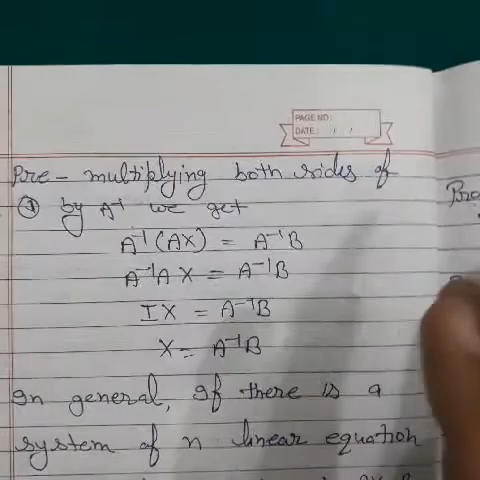 PAGE NO:
DATE: / /
Pre-multiplying both sides of
① by A⁻¹ we get
A⁻¹(AX) = A⁻¹B
A⁻¹A X = A⁻¹B
IX = A⁻¹B
X = A⁻¹B
In general, If there is a
system of n linear equation